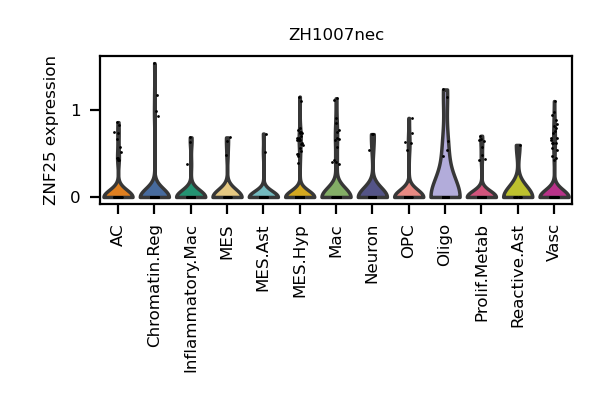 ZH1007nec
ZNF25 expression
1
0
AC
Chromatin.Reg
Inflammatory.Mac
MES
MES.Ast
MES.Hyp
Mac
Neuron
OPC
Oligo
Prolif.Metab
Reactive.Ast
Vasc